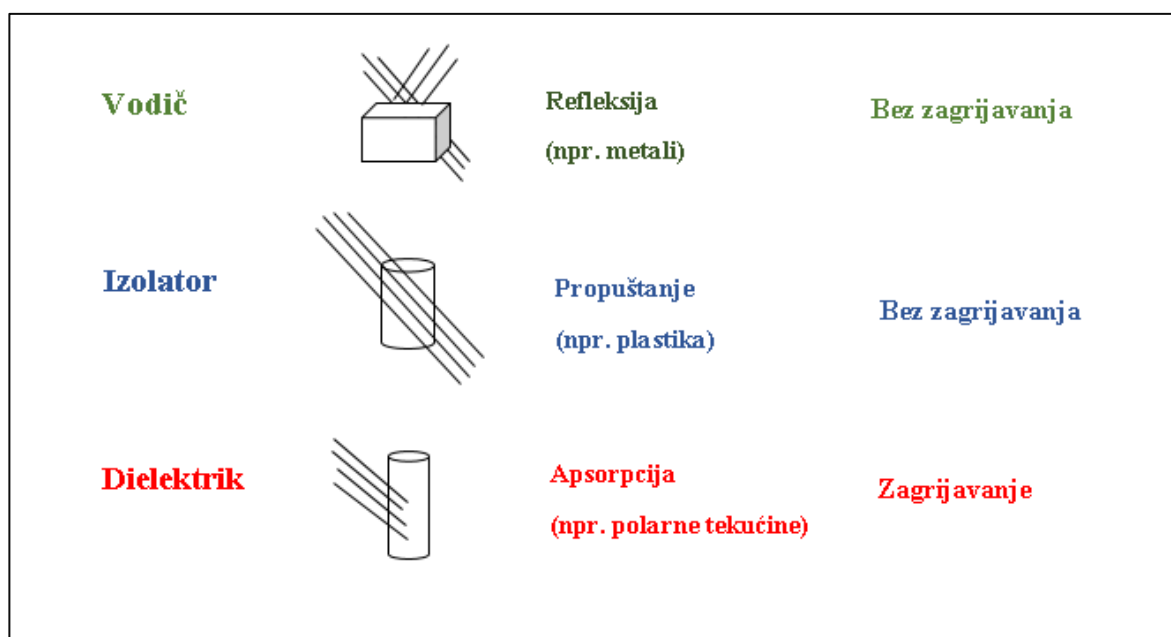 Vodič
Refleksija
(npr. metali)
Bez zagrijavanja
Izolator
Propuštanje
(npr. plastika)
Bez zagrijavanja
Dielektrik
Apsorpcija
(npr. polarne tekućine)
Zagrijavanje